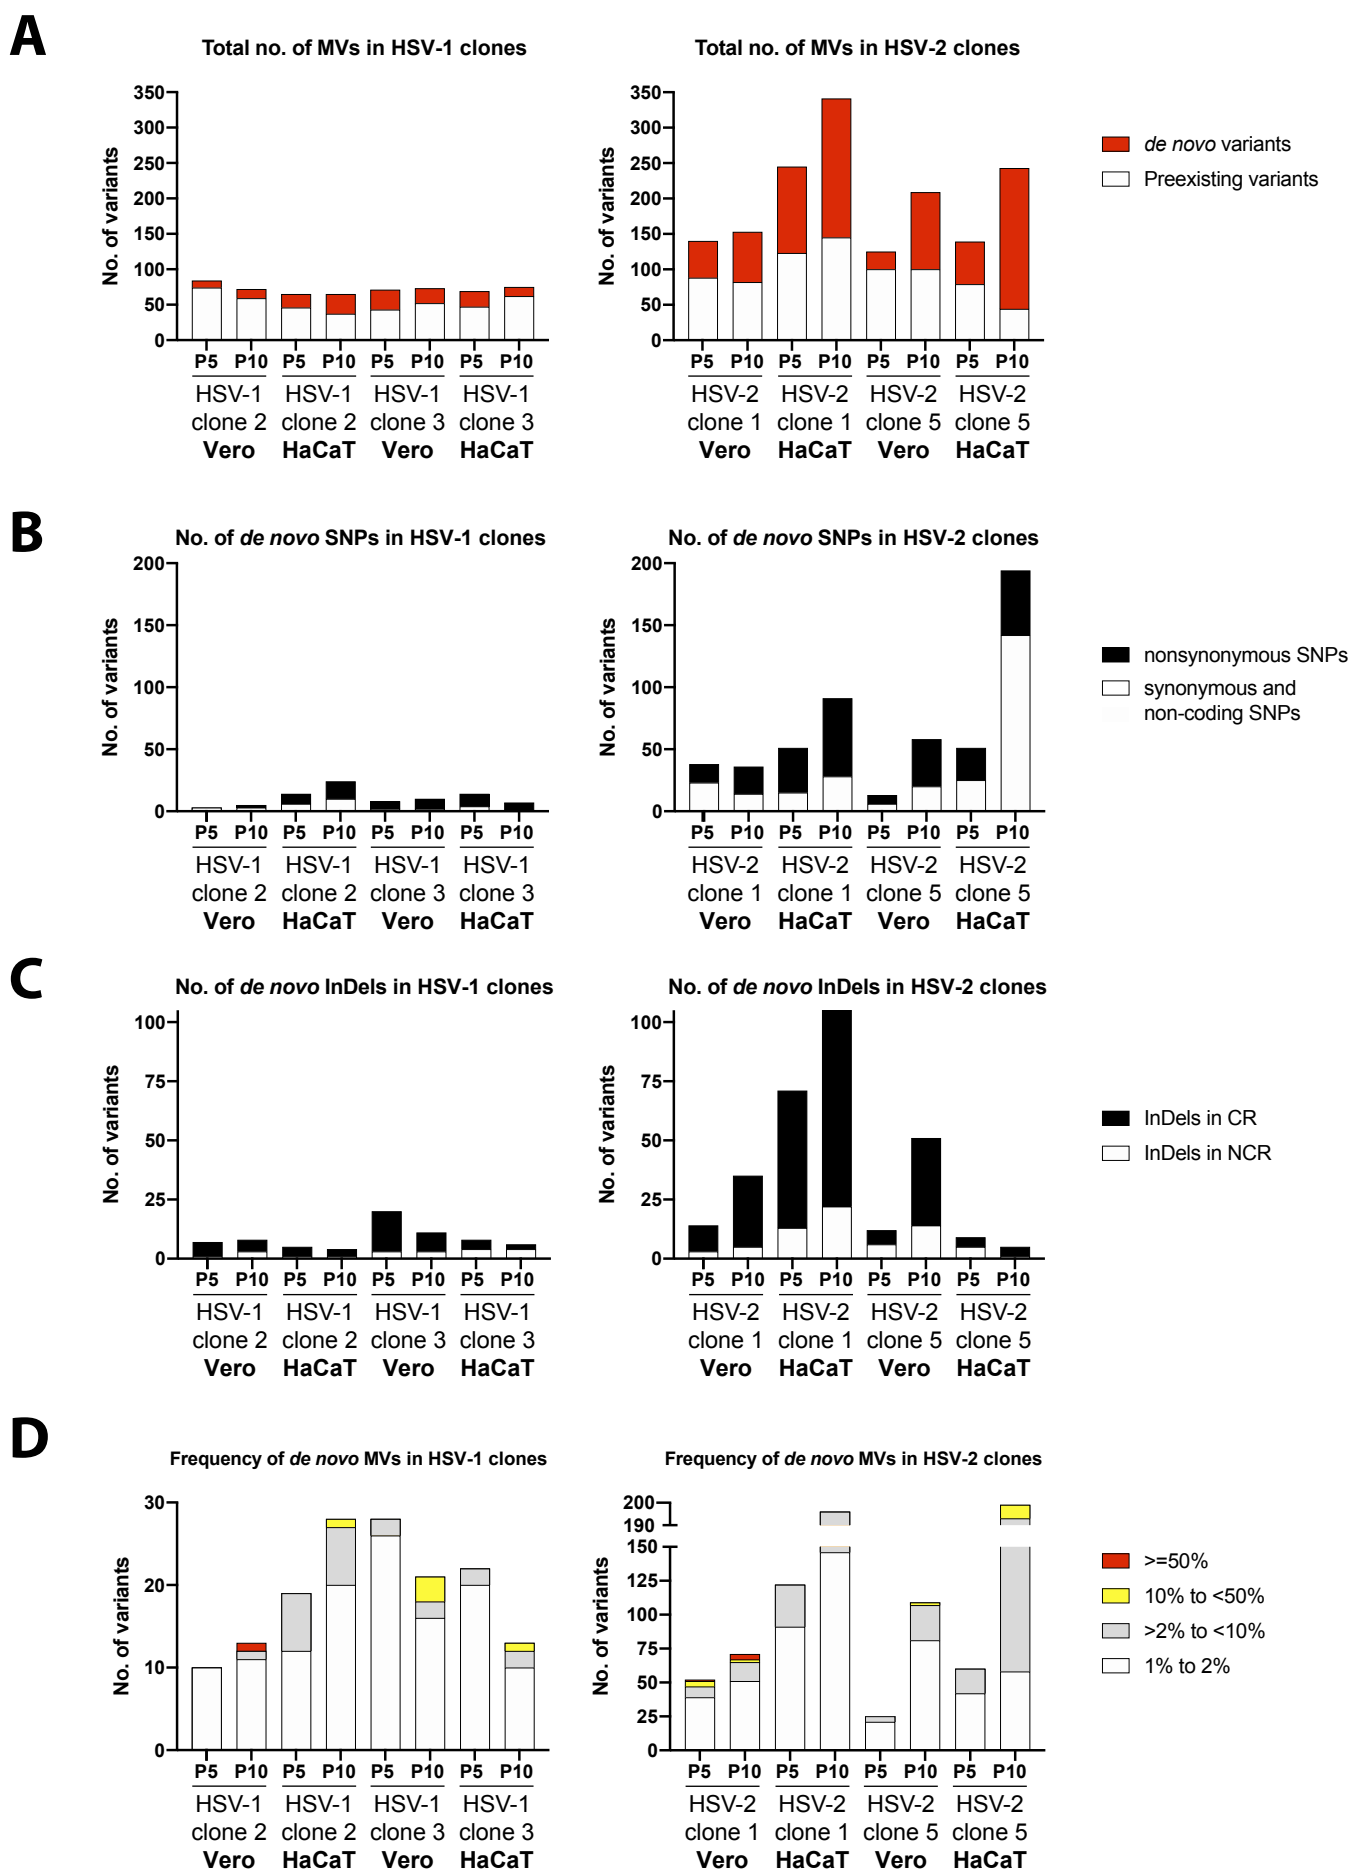 A
Total no. of MVs in HSV-1 clones
No. of variants
350
300
250
200
150
100
50
0
P5 P10 P5 P10 P5 P10 P5 P10
HSV-1 HSV-1 HSV-1 HSV-1
clone 2 clone 2 clone 3 clone 3
Vero HaCaT Vero HaCaT
Total no. of MVs in HSV-2 clones
No. of variants
350
300
250
200
150
100
50
0
P5 P10 P5 P10 P5 P10 P5 P10
HSV-2 HSV-2 HSV-2 HSV-2
clone 1 clone 1 clone 5 clone 5
Vero HaCaT Vero HaCaT
de novo variants
Preexisting variants
B
No. of de novo SNPs in HSV-1 clones
No. of variants
200
150
100
50
0
P5 P10 P5 P10 P5 P10 P5 P10
HSV-1 HSV-1 HSV-1 HSV-1
clone 2 clone 2 clone 3 clone 3
Vero HaCaT Vero HaCaT
No. of de novo SNPs in HSV-2 clones
No. of variants
200
150
100
50
0
P5 P10 P5 P10 P5 P10 P5 P10
HSV-2 HSV-2 HSV-2 HSV-2
clone 1 clone 1 clone 5 clone 5
Vero HaCaT Vero HaCaT
nonsynonymous SNPs
synonymous and
non-coding SNPs
C
No. of de novo InDels in HSV-1 clones
No. of variants
100
75
50
25
0
P5 P10 P5 P10 P5 P10 P5 P10
HSV-1 HSV-1 HSV-1 HSV-1
clone 2 clone 2 clone 3 clone 3
Vero HaCaT Vero HaCaT
No. of de novo InDels in HSV-2 clones
No. of variants
100
75
50
25
0
P5 P10 P5 P10 P5 P10 P5 P10
HSV-2 HSV-2 HSV-2 HSV-2
clone 1 clone 1 clone 5 clone 5
Vero HaCaT Vero HaCaT
InDels in CR
InDels in NCR
D
Frequency of de novo MVs in HSV-1 clones
No. of variants
30
20
10
0
P5 P10 P5 P10 P5 P10 P5 P10
HSV-1 HSV-1 HSV-1 HSV-1
clone 2 clone 2 clone 3 clone 3
Vero HaCaT Vero HaCaT
Frequency of de novo MVs in HSV-2 clones
No. of variants
200
190
150
125
100
75
50
25
0
P5 P10 P5 P10 P5 P10 P5 P10
HSV-2 HSV-2 HSV-2 HSV-2
clone 1 clone 1 clone 5 clone 5
Vero HaCaT Vero HaCaT
>=50%
10% to <50%
>2% to <10%
1% to 2%